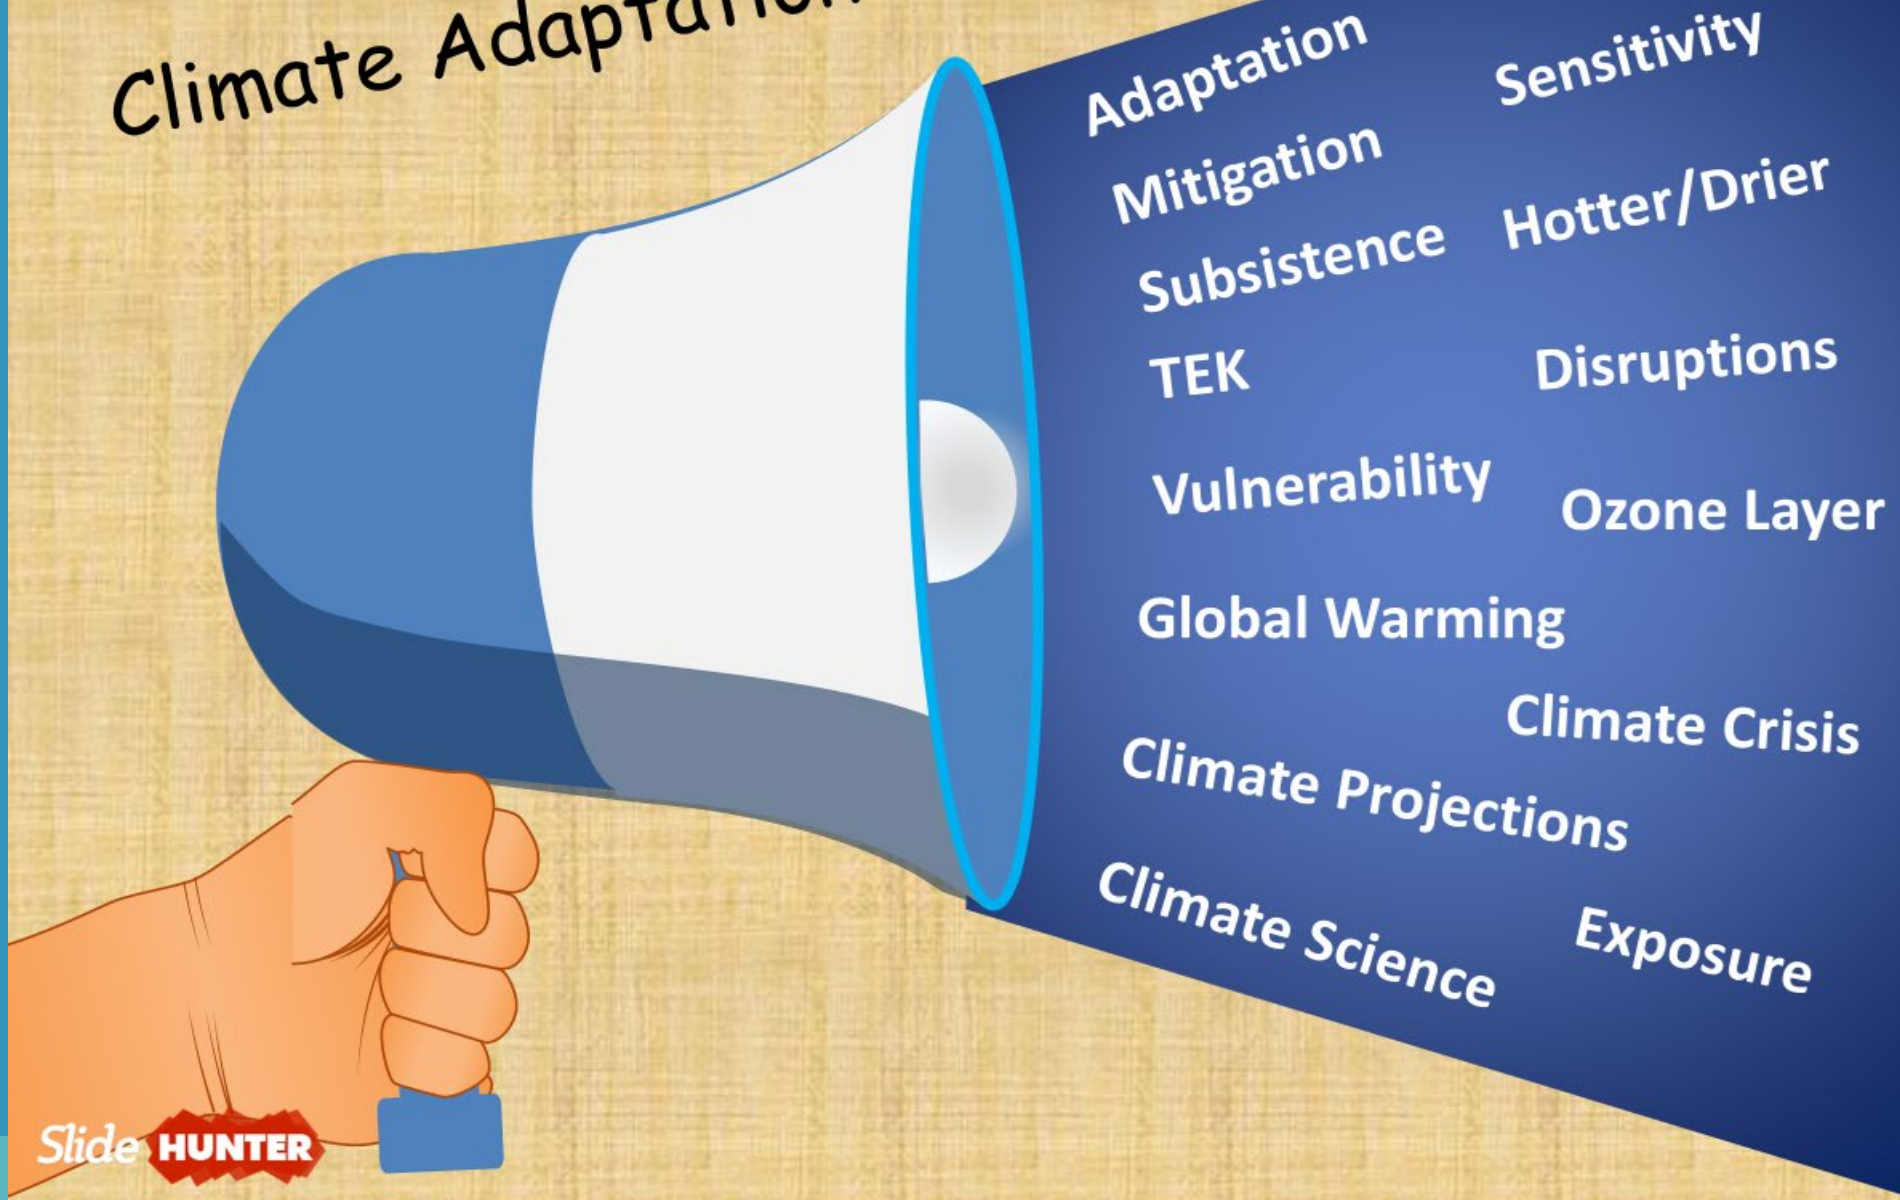 Climate Adaptation
Adaptation
Sensitivity
Mitigation
Hotter/Drier
Subsistence
TEK
Disruptions
Vulnerability
Ozone Layer
Global Warming
Climate Crisis
Climate Projections
Climate Science
Exposure
Slide HUNTER